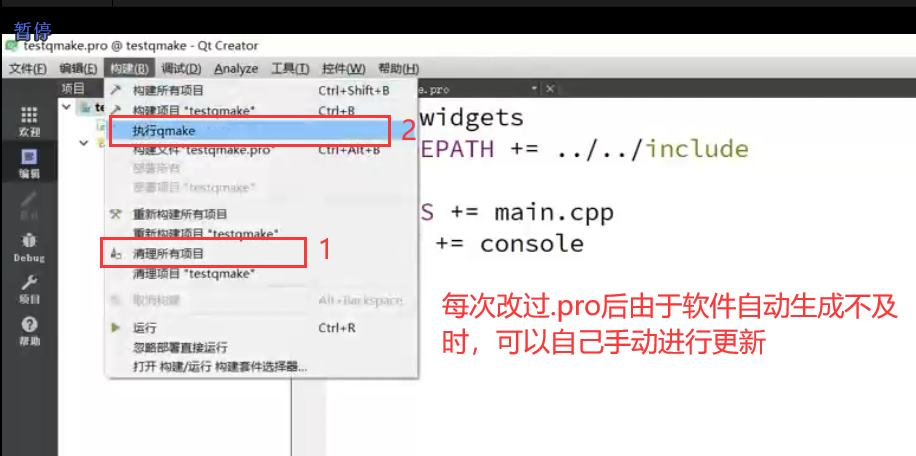 暂停
testqmake.pro @ testqmake - Qt Creator
文件(F) 编辑(E) 构建(B) 调试(D) Analyze 工具(T) 控件(W) 帮助(H)
项目
构建所有项目 Ctrl+Shift+B
e.pro
构建项目 "testqmake" Ctrl+B
te
执行qmake
2
构建文件 "testqmake.pro" Ctrl+Alt+B
部署所有
部署项目 "testqmake"
重新构建所有项目
重新构建项目 "testqmake"
清理所有项目
1
清理项目 "testqmake"
取消构建 Alt+Backspace
运行 Ctrl+R
忽略部署直接运行
打开 构建/运行 构建套件选择器...
欢迎
编辑
设计
Debug
项目
帮助
widgets
EPATH += ../../include
S += main.cpp
+= console
每次改过.pro后由于软件自动生成不及
时，可以自己手动进行更新